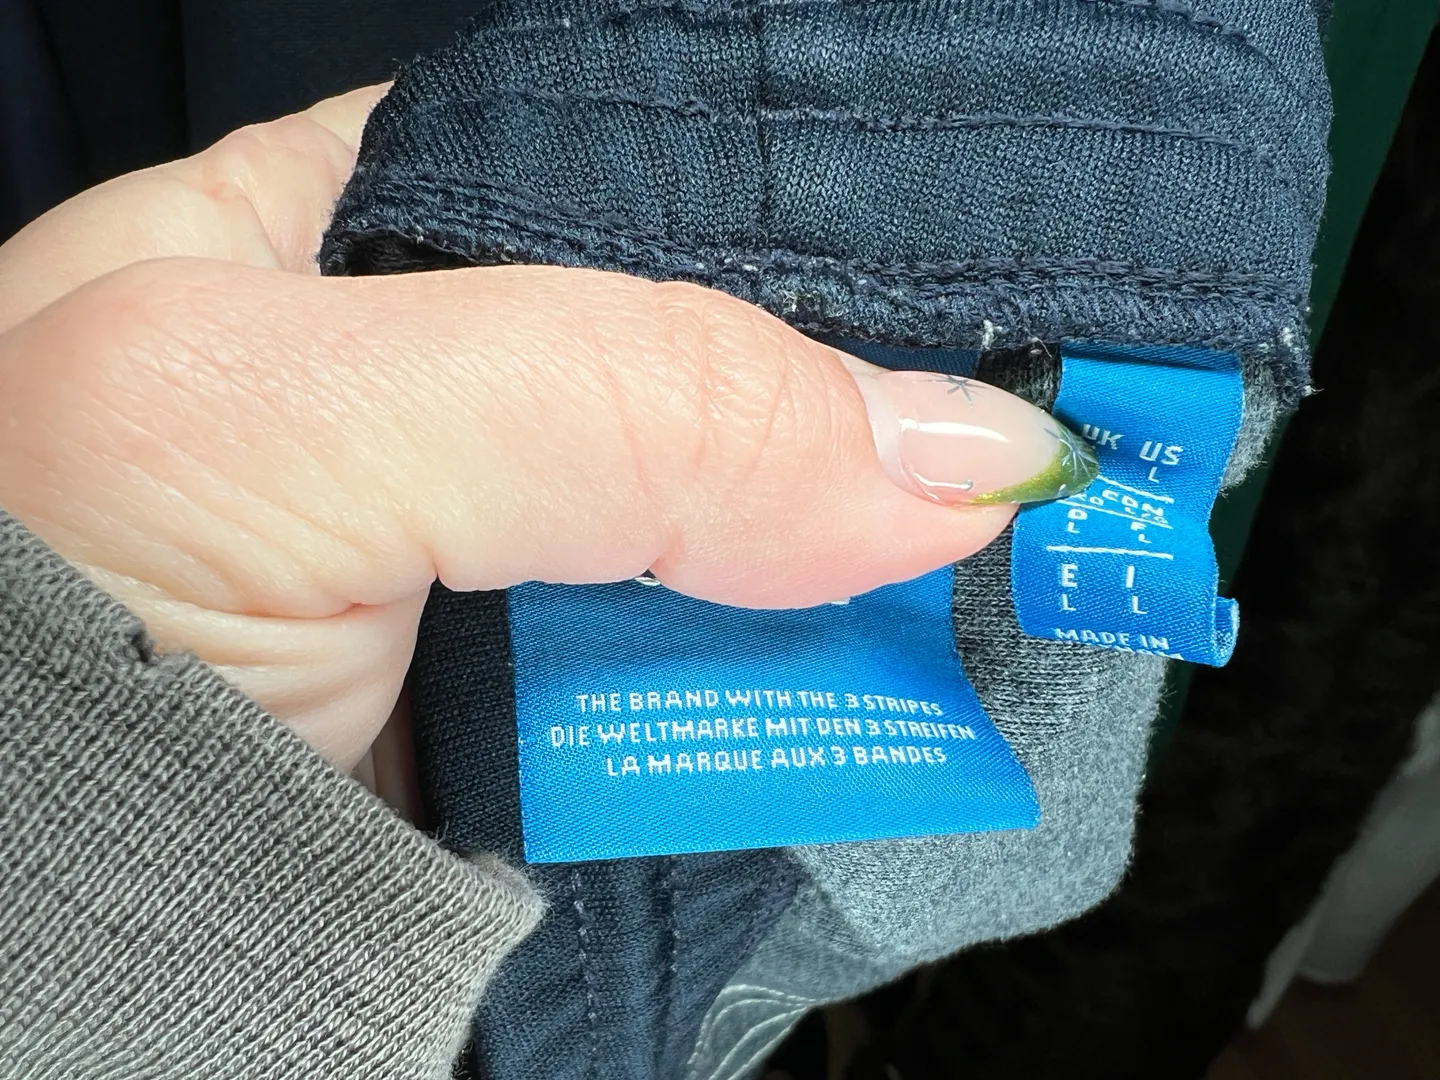 THE BRAND WITH THE 3 STRIPES
DIE WELTMARKE MIT DEN 3 STREIFEN
LA MARQUE AUX 3 BANDES
UK US
L
D F
L L
E I
L L
MADE IN